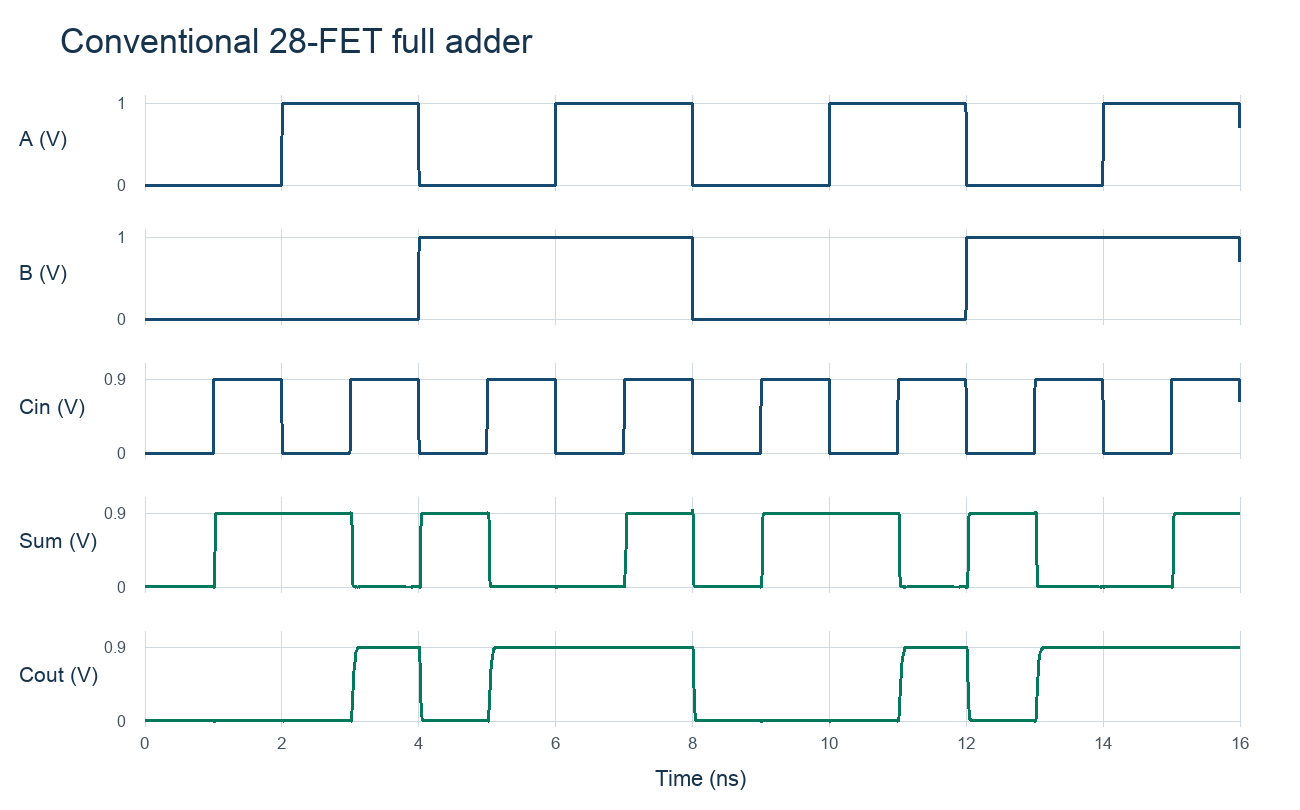 Conventional 28-FET full adder
1
A (V)
0
1
B (V)
0
0.9
Cin (V)
0
0.9
Sum (V)
0
0.9
Cout (V)
0
0 2 4 6 8 10 12 14 16
Time (ns)